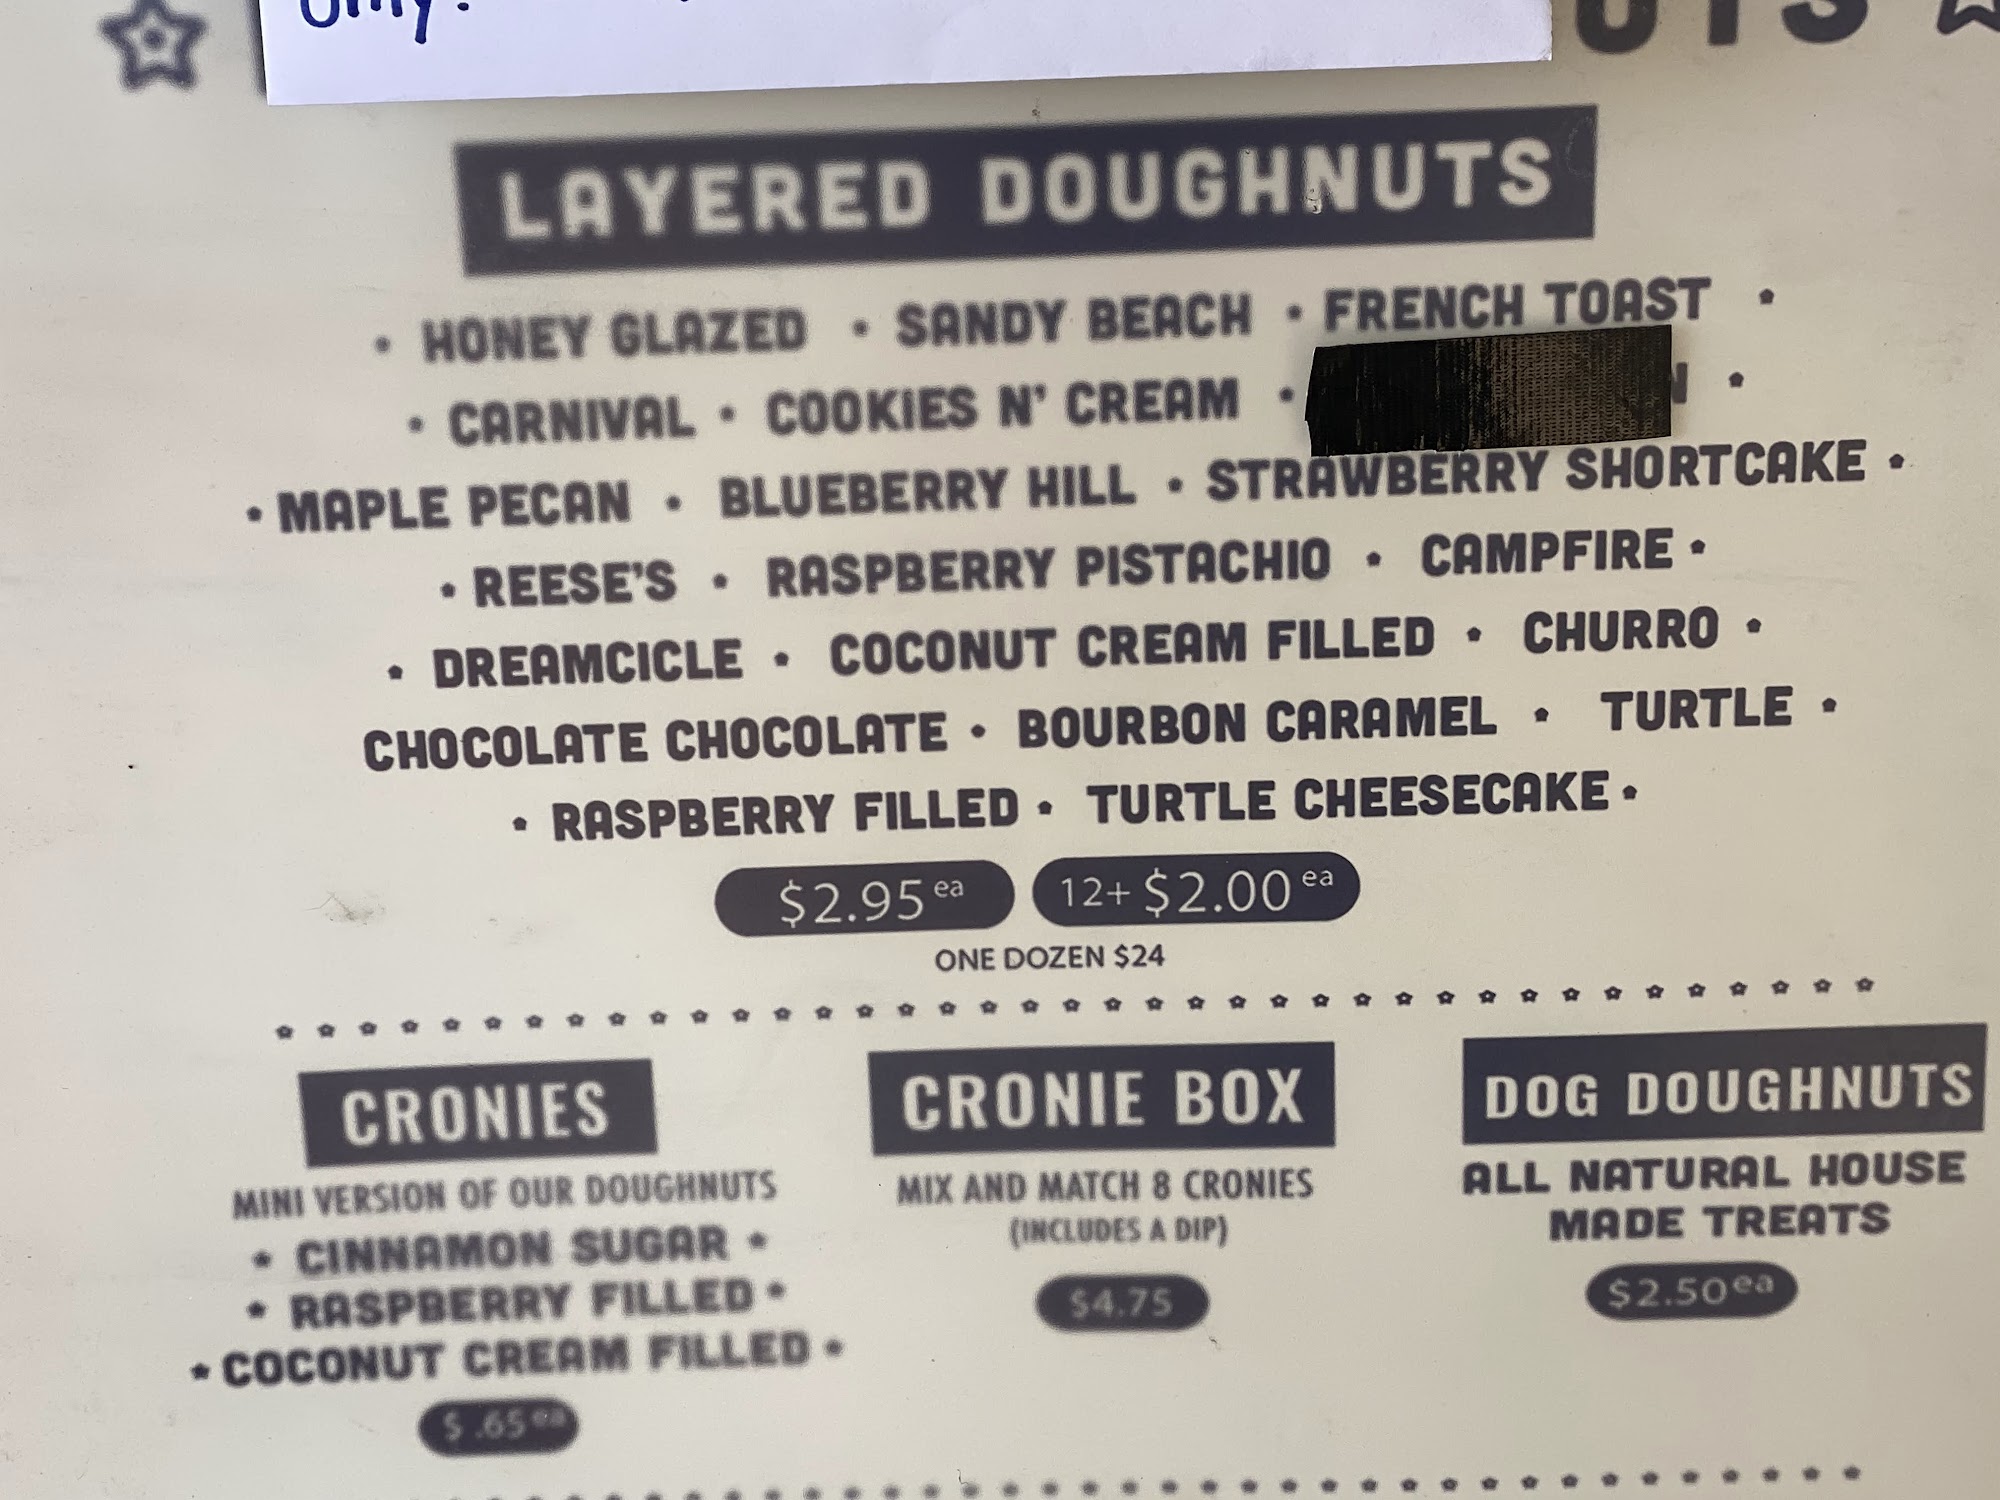 only!
UTS
LAYERED DOUGHNUTS
• HONEY GLAZED • SANDY BEACH • FRENCH TOAST •
• CARNIVAL • COOKIES N' CREAM • N •
• MAPLE PECAN • BLUEBERRY HILL • STRAWBERRY SHORTCAKE •
• REESE'S • RASPBERRY PISTACHIO • CAMPFIRE •
• DREAMCICLE • COCONUT CREAM FILLED • CHURRO •
CHOCOLATE CHOCOLATE • BOURBON CARAMEL • TURTLE •
• RASPBERRY FILLED • TURTLE CHEESECAKE •
$2.95 ea 12+ $2.00 ea
ONE DOZEN $24
CRONIES
MINI VERSION OF OUR DOUGHNUTS
• CINNAMON SUGAR •
• RASPBERRY FILLED •
• COCONUT CREAM FILLED •
$ .65 ea
CRONIE BOX
MIX AND MATCH 8 CRONIES
(INCLUDES A DIP)
$4.75
DOG DOUGHNUTS
ALL NATURAL HOUSE
MADE TREATS
$2.50 ea